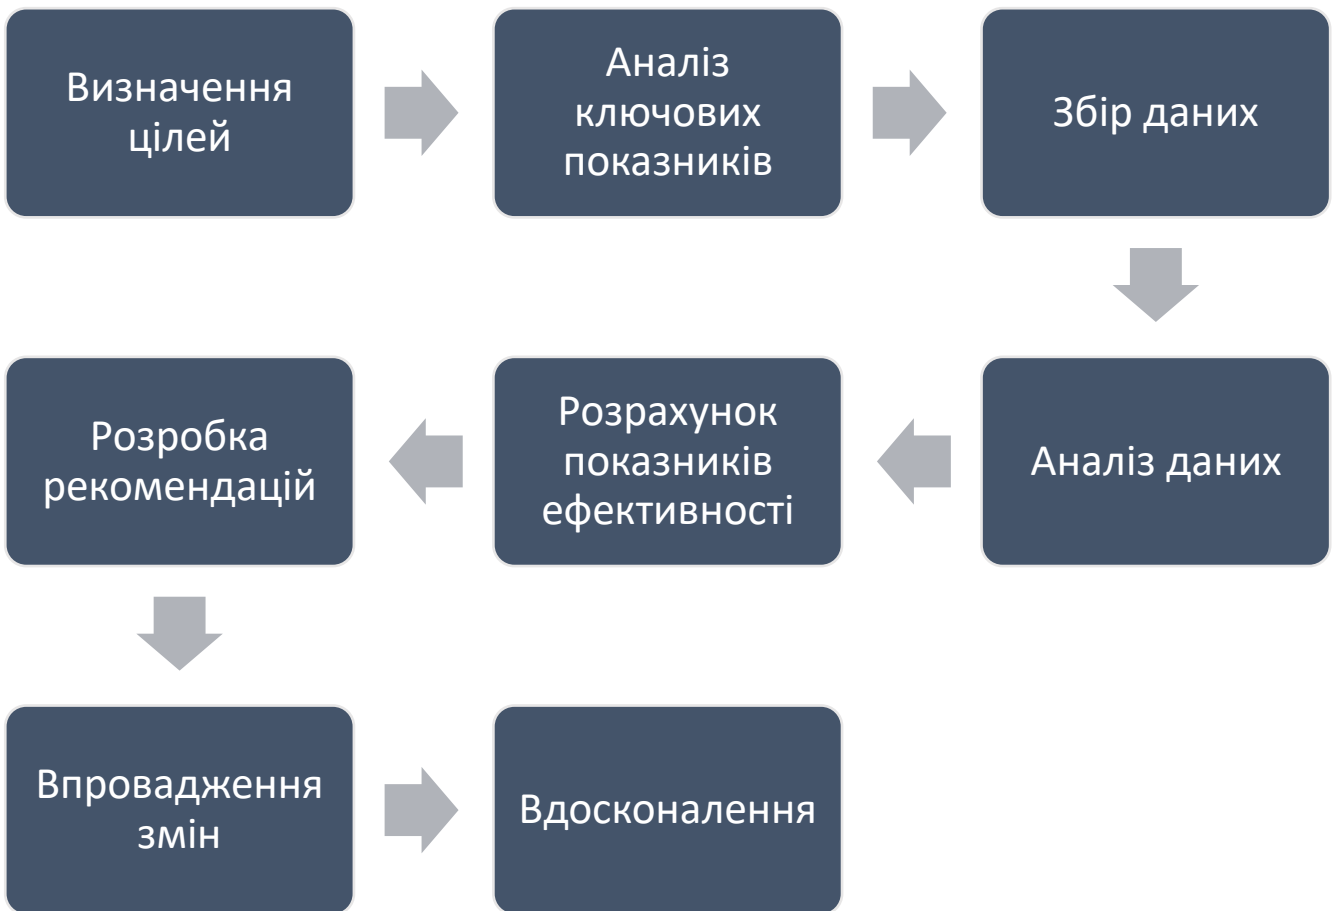 Визначення
цілей
Аналіз
ключових
показників
Збір даних
Аналіз даних
Розрахунок
показників
ефективності
Розробка
рекомендацій
Впровадження
змін
Вдосконалення